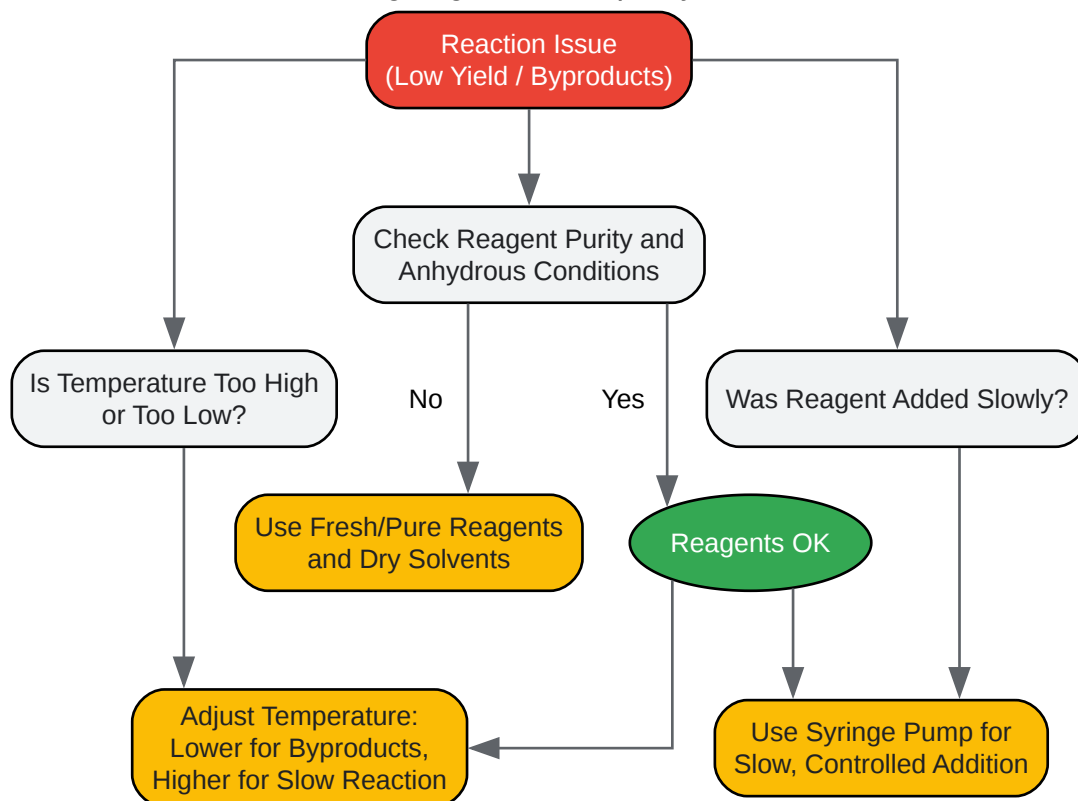 Reaction Issue
(Low Yield / Byproducts)
Check Reagent Purity and
Anhydrous Conditions
Is Temperature Too High
or Too Low?
No
Yes
Was Reagent Added Slowly?
Use Fresh/Pure Reagents
and Dry Solvents
Reagents OK
Adjust Temperature:
Lower for Byproducts,
Higher for Slow Reaction
Use Syringe Pump for
Slow, Controlled Addition